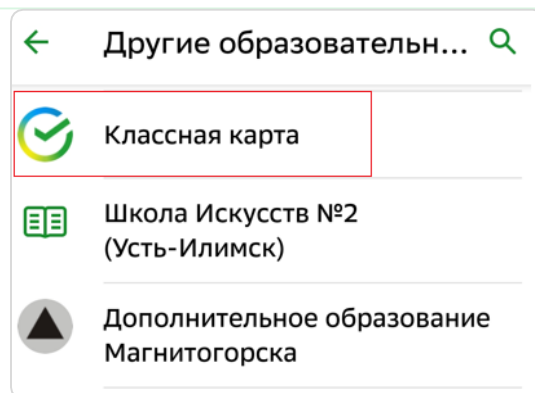 Другие образовательн...
Классная карта
Школа Искусств №2
(Усть-Илимск)
Дополнительное образование
Магнитогорска